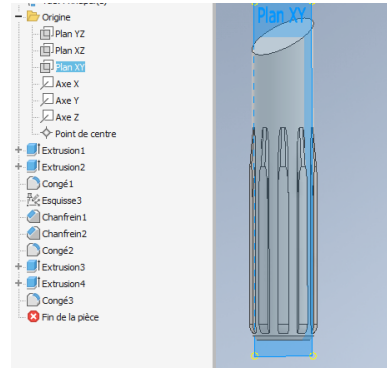 Origine
Plan YZ
Plan XZ
Plan XY
Axe X
Axe Y
Axe Z
Point de centre
Extrusion1
Extrusion2
Congé1
Esquisse3
Chanfrein1
Chanfrein2
Congé2
Extrusion3
Extrusion4
Congé3
Fin de la pièce
Plan XY